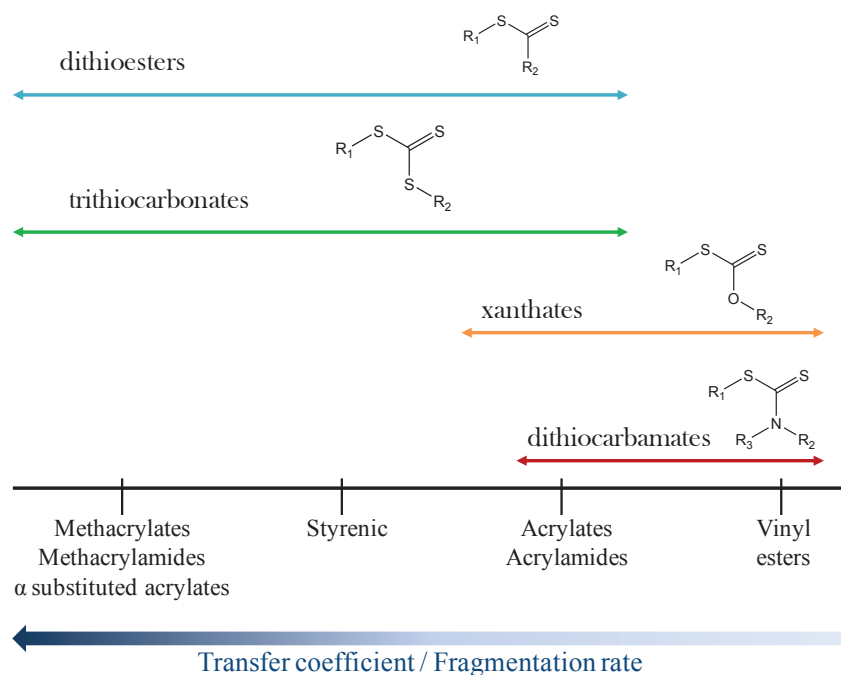 S
S
R1
R2
dithioesters
S
S
R1
S
R2
trithiocarbonates
S
S
R1
O
R2
xanthates
S
S
R1
N
R3
R2
dithiocarbamates
Methacrylates
Methacrylamides
α substituted acrylates
Styrenic
Acrylates
Acrylamides
Vinyl
esters
Transfer coefficient / Fragmentation rate